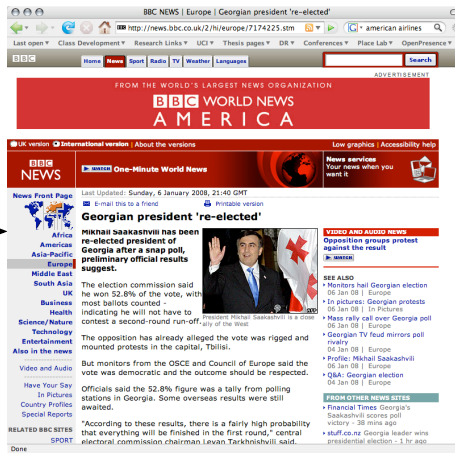 BBC NEWS | Europe | Georgian president 're-elected'
http://news.bbc.co.uk/2/hi/europe/7174225.stm
american airlines
Last open Class Development Research Links UCI Thesis pages DR Conferences Place Lab OpenPresence
BBC
Home News Sport Radio TV Weather Languages
Search
ADVERTISEMENT
FROM THE WORLD'S LARGEST NEWS ORGANIZATION
BBC WORLD NEWS
AMERICA
UK version International version | About the versions
Low graphics | Accessibility help
BBC
NEWS
WATCH One-Minute World News
News services
Your news when you
want it
News Front Page
Africa
Americas
Asia-Pacific
Europe
Middle East
South Asia
UK
Business
Health
Science/Nature
Technology
Entertainment
Also in the news
Video and Audio
Have Your Say
In Pictures
Country Profiles
Special Reports
RELATED BBC SITES
SPORT
Last Updated: Sunday, 6 January 2008, 21:40 GMT
E-mail this to a friend
Printable version
Georgian president 're-elected'
Mikhail Saakashvili has been
re-elected president of
Georgia after a snap poll,
preliminary official results
suggest.
The election commission said
he won 52.8% of the vote, with
most ballots counted -
indicating he will not have to
contest a second-round run-off.
President Mikhail Saakashvili is a close
ally of the West
The opposition has already alleged the vote was rigged and
mounted protests in the capital, Tbilisi.
But monitors from the OSCE and Council of Europe said the
vote was democratic and the outcome should be respected.
Officials said the 52.8% figure was a tally from polling
stations in Georgia. Some overseas results were still
awaited.
"According to these results, there is a fairly high probability
that everything will be finished in the first round," central
electoral commission chairman Levan Tarkhnishvili said.
VIDEO AND AUDIO NEWS
Opposition groups protest
against the result
WATCH
SEE ALSO
Monitors hail Georgian election
06 Jan 08 | Europe
In pictures: Georgian protests
06 Jan 08 | In Pictures
Mass rally call over Georgia poll
06 Jan 08 | Europe
Georgian TV feud mirrors poll
rivalry
04 Jan 08 | Europe
Profile: Mikhail Saakashvili
06 Jan 08 | Europe
Q&A: Georgian election
04 Jan 08 | Europe
FROM OTHER NEWS SITES
Financial Times Georgia's
Saakashvili scores poll
victory - 38 mins ago
stuff.co.nz Georgia leader wins
presidential election - 1 hr ago
Done